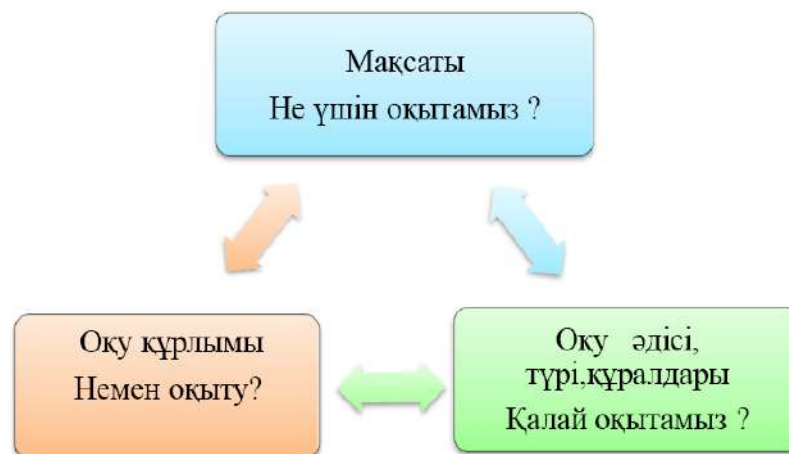 Мақсаты
Не үшін оқытамыз ?
Оқу құрлымы
Немен оқыту?
Оқу әдісі,
түрі,құралдары
Қалай оқытамыз ?